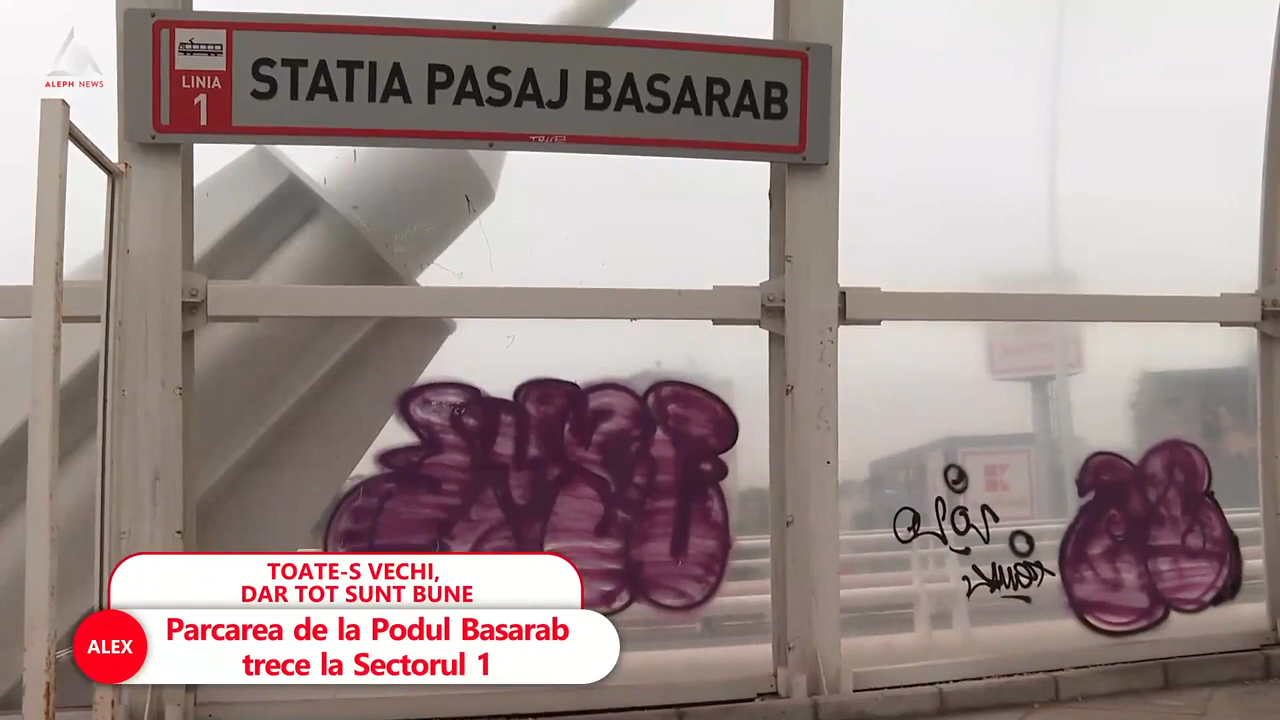 ALEPH NEWS
LINIA
1
STATIA PASAJ BASARAB
TOATE-S VECHI,
DAR TOT SUNT BUNE
ALEX
Parcarea de la Podul Basarab
trece la Sectorul 1